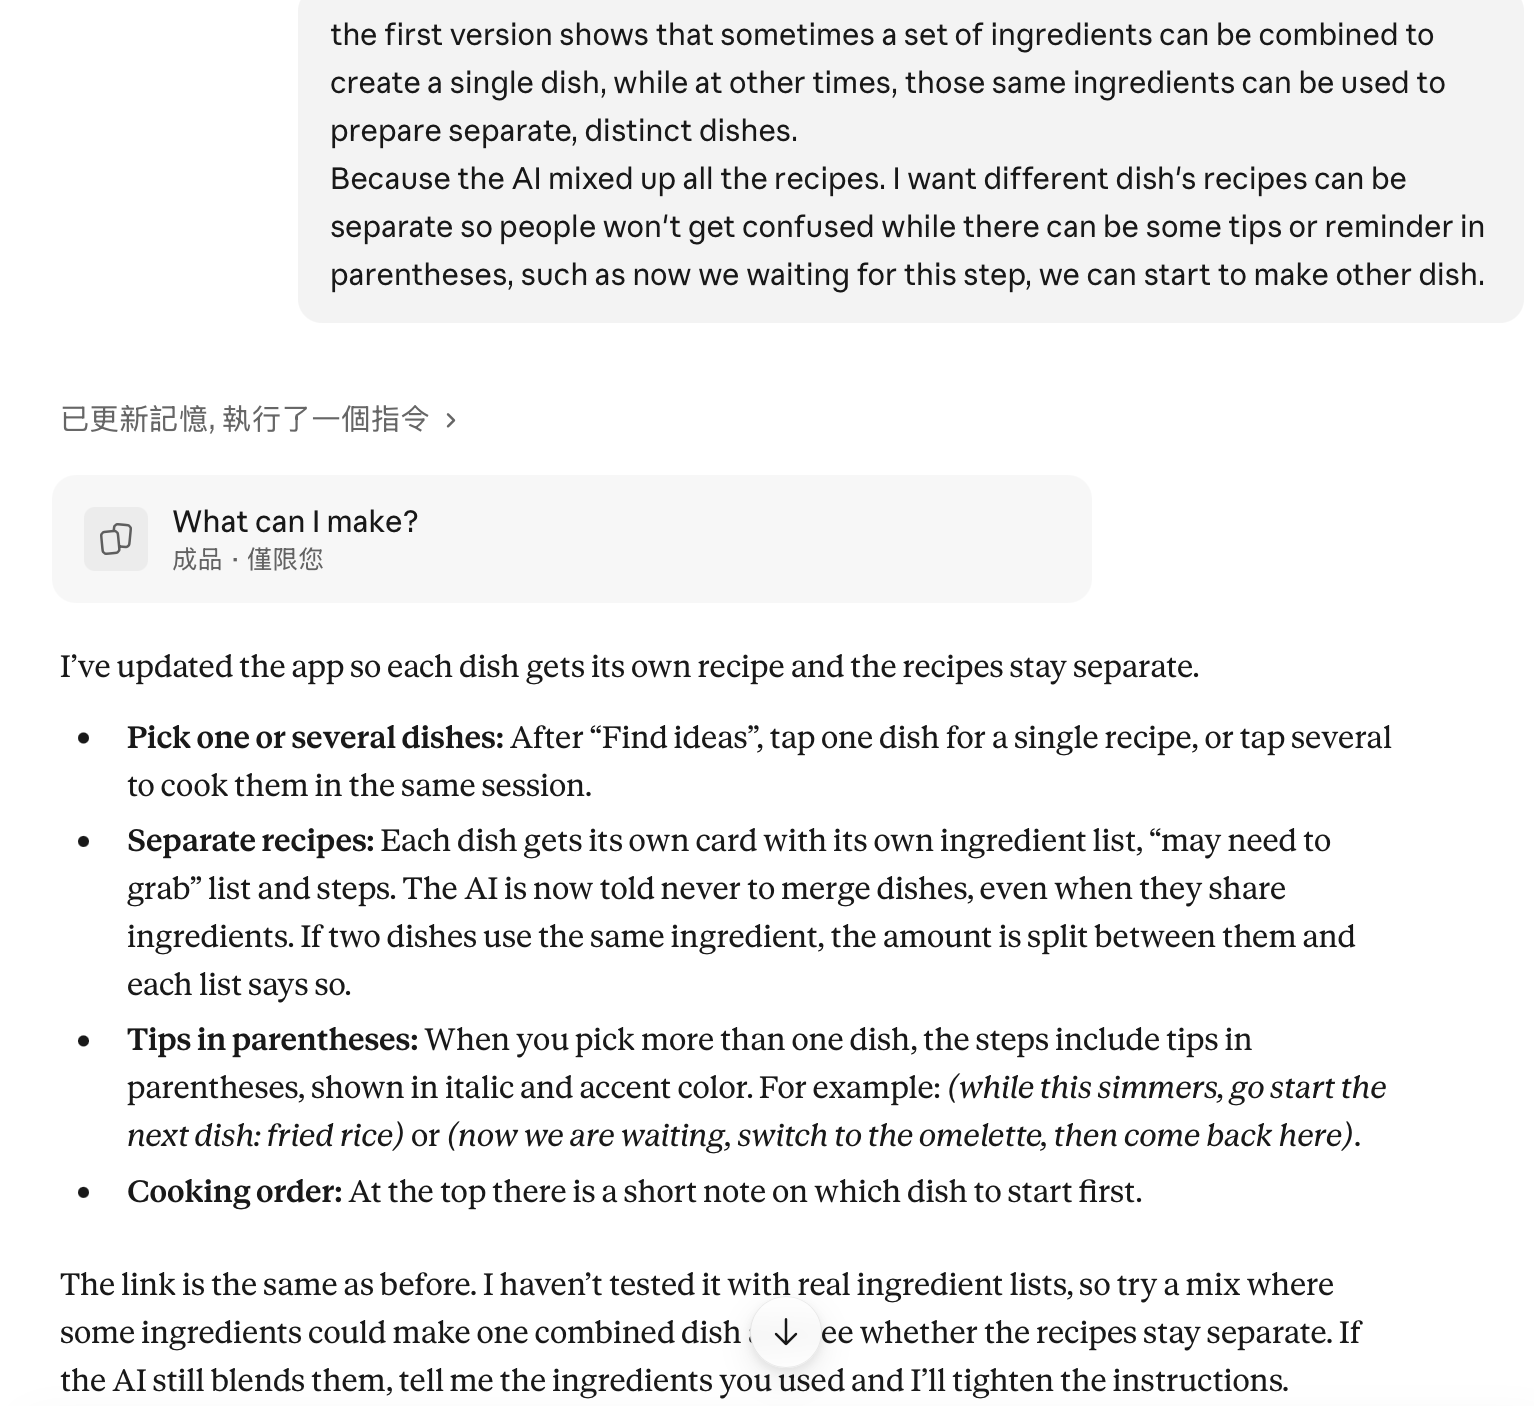 the first version shows that sometimes a set of ingredients can be combined to
create a single dish, while at other times, those same ingredients can be used to
prepare separate, distinct dishes.
Because the AI mixed up all the recipes. I want different dish's recipes can be
separate so people won't get confused while there can be some tips or reminder in
parentheses, such as now we waiting for this step, we can start to make other dish.
已更新記憶, 執行了一個指令
What can I make?
成品 · 僅限您
I’ve updated the app so each dish gets its own recipe and the recipes stay separate.
• Pick one or several dishes: After “Find ideas”, tap one dish for a single recipe, or tap several
to cook them in the same session.
• Separate recipes: Each dish gets its own card with its own ingredient list, “may need to
grab” list and steps. The AI is now told never to merge dishes, even when they share
ingredients. If two dishes use the same ingredient, the amount is split between them and
each list says so.
• Tips in parentheses: When you pick more than one dish, the steps include tips in
parentheses, shown in italic and accent color. For example: (while this simmers, go start the
next dish: fried rice) or (now we are waiting, switch to the omelette, then come back here).
• Cooking order: At the top there is a short note on which dish to start first.
The link is the same as before. I haven’t tested it with real ingredient lists, so try a mix where
some ingredients could make one combined dish ee whether the recipes stay separate. If
the AI still blends them, tell me the ingredients you used and I’ll tighten the instructions.